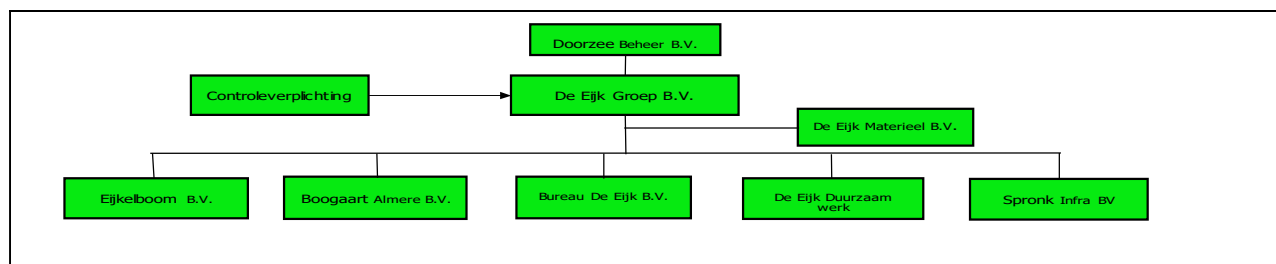 Doorzee Beheer B.V.
Controleverplichting
De Eijk Groep B.V.
De Eijk Materieel B.V.
Eijkelboom B.V.
Boogaart Almere B.V.
Bureau De Eijk B.V.
De Eijk Duurzaam
werk
Spronk Infra BV